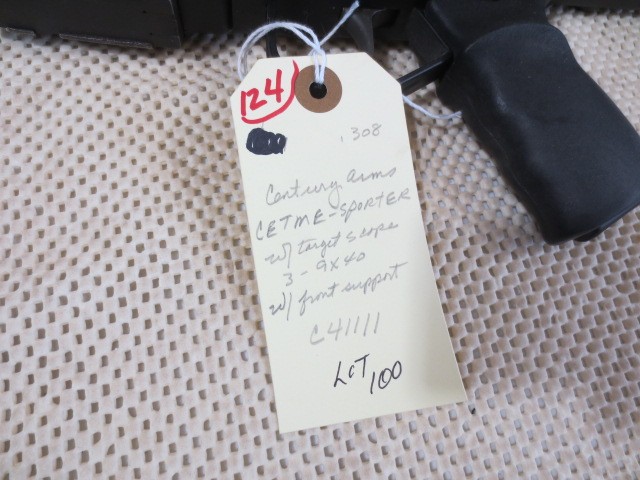 124
.308
Century Arms
CETME-SPORTER
w/ target scope
3-9x40
w/ front support
C41111
LOT 100